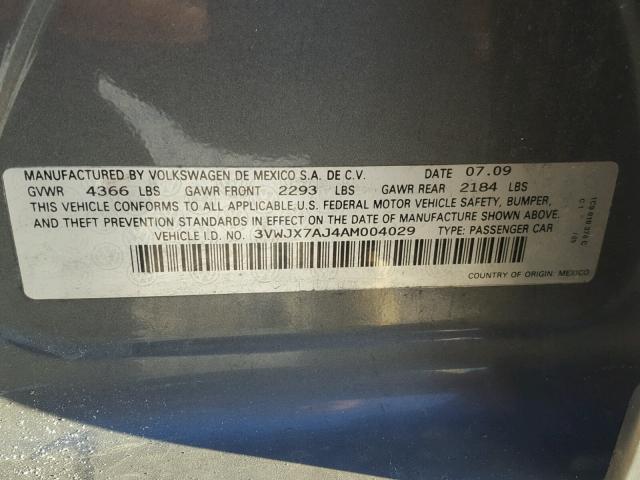 MANUFACTURED BY VOLKSWAGEN DE MEXICO S.A. DE C.V. DATE 07.09
GVWR 4366 LBS GAWR FRONT 2293 LBS GAWR REAR 2184 LBS
THIS VEHICLE CONFORMS TO ALL APPLICABLE U.S. FEDERAL MOTOR VEHICLE SAFETY, BUMPER,
AND THEFT PREVENTION STANDARDS IN EFFECT ON THE DATE OF MANUFACTURE SHOWN ABOVE.
VEHICLE I.D. NO. 3VWJX7AJ4AM004029 TYPE: PASSENGER CAR
COUNTRY OF ORIGIN: MEXICO